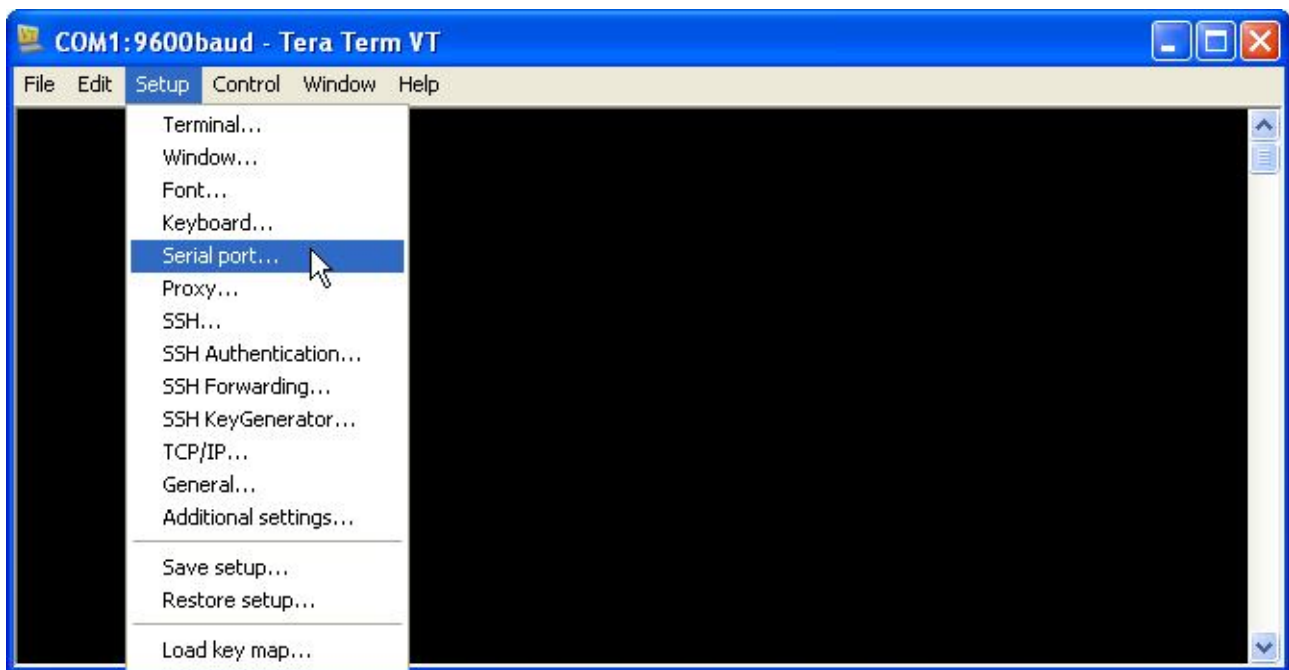 COM1:9600baud - Tera Term VT
File Edit Setup Control Window Help
Terminal...
Window...
Font...
Keyboard...
Serial port...
Proxy...
SSH...
SSH Authentication...
SSH Forwarding...
SSH KeyGenerator...
TCP/IP...
General...
Additional settings...
Save setup...
Restore setup...
Load key map...